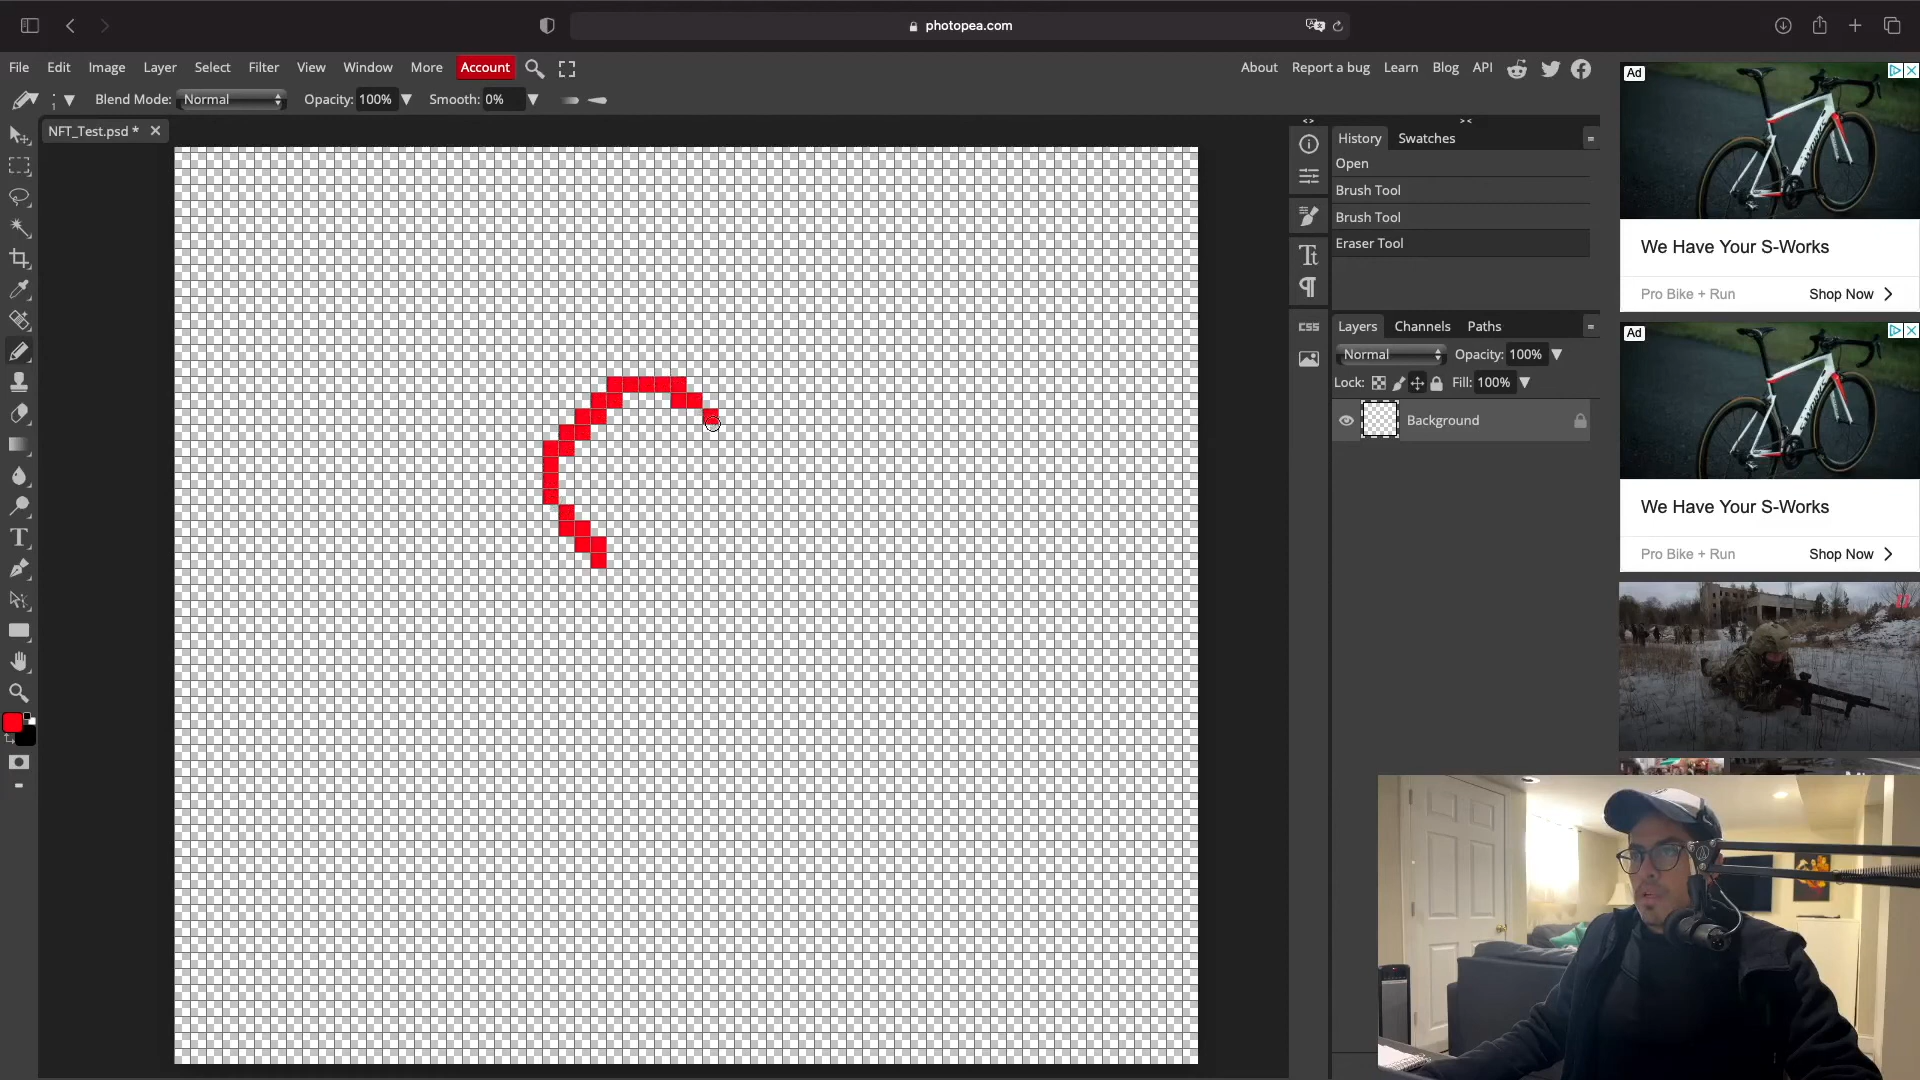 photopea.com
File Edit Image Layer Select Filter View Window More Account
About Report a bug Learn Blog API
1 Blend Mode: Normal Opacity: 100% Smooth: 0%
NFT_Test.psd *
History Swatches
Open
Brush Tool
Brush Tool
Eraser Tool
CSS
Layers Channels Paths
Normal Opacity: 100%
Lock: Fill: 100%
Background
Ad
We Have Your S-Works
Pro Bike + Run Shop Now
Ad
We Have Your S-Works
Pro Bike + Run Shop Now